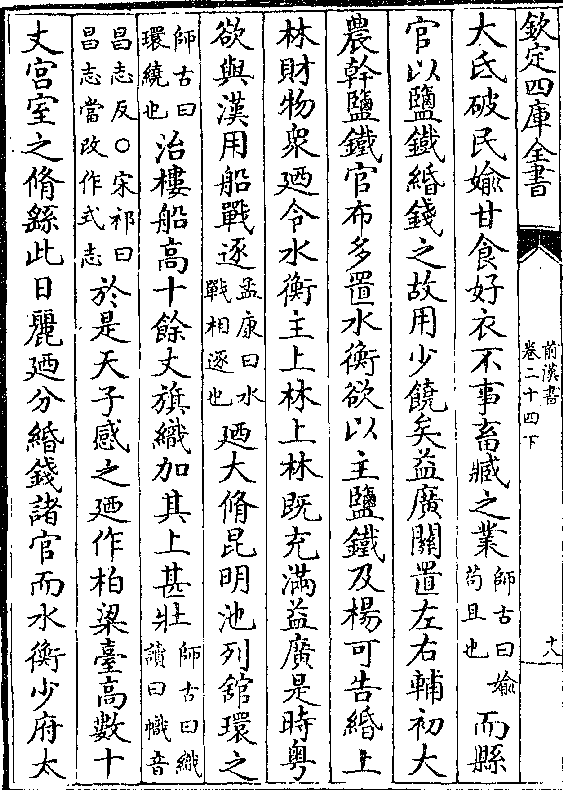 欽定四庫全書
前漢書
卷二十四下
大氐破民媮甘食好衣不事畜臧之業師古曰媮苟且也而縣
官以鹽鐵緡錢之故用少饒矣益廣關置左右輔初大
農幹鹽鐵官布多置水衡欲以主鹽鐵及楊可告緡上
林財物衆廼令水衡主上林上林既充滿益廣是時粤
欲與漢用船戰逐孟康曰水戰相逐也廼大脩昆明池列舘環之
師古曰環繞也治樓船高十餘丈旗織加其上甚壯師古曰織讀曰幟音
昌志反○宋祁曰昌志當改作式志於是天子感之廼作柏梁臺高數十
丈宫室之脩繇此日麗廼分緡錢諸官而水衡少府太